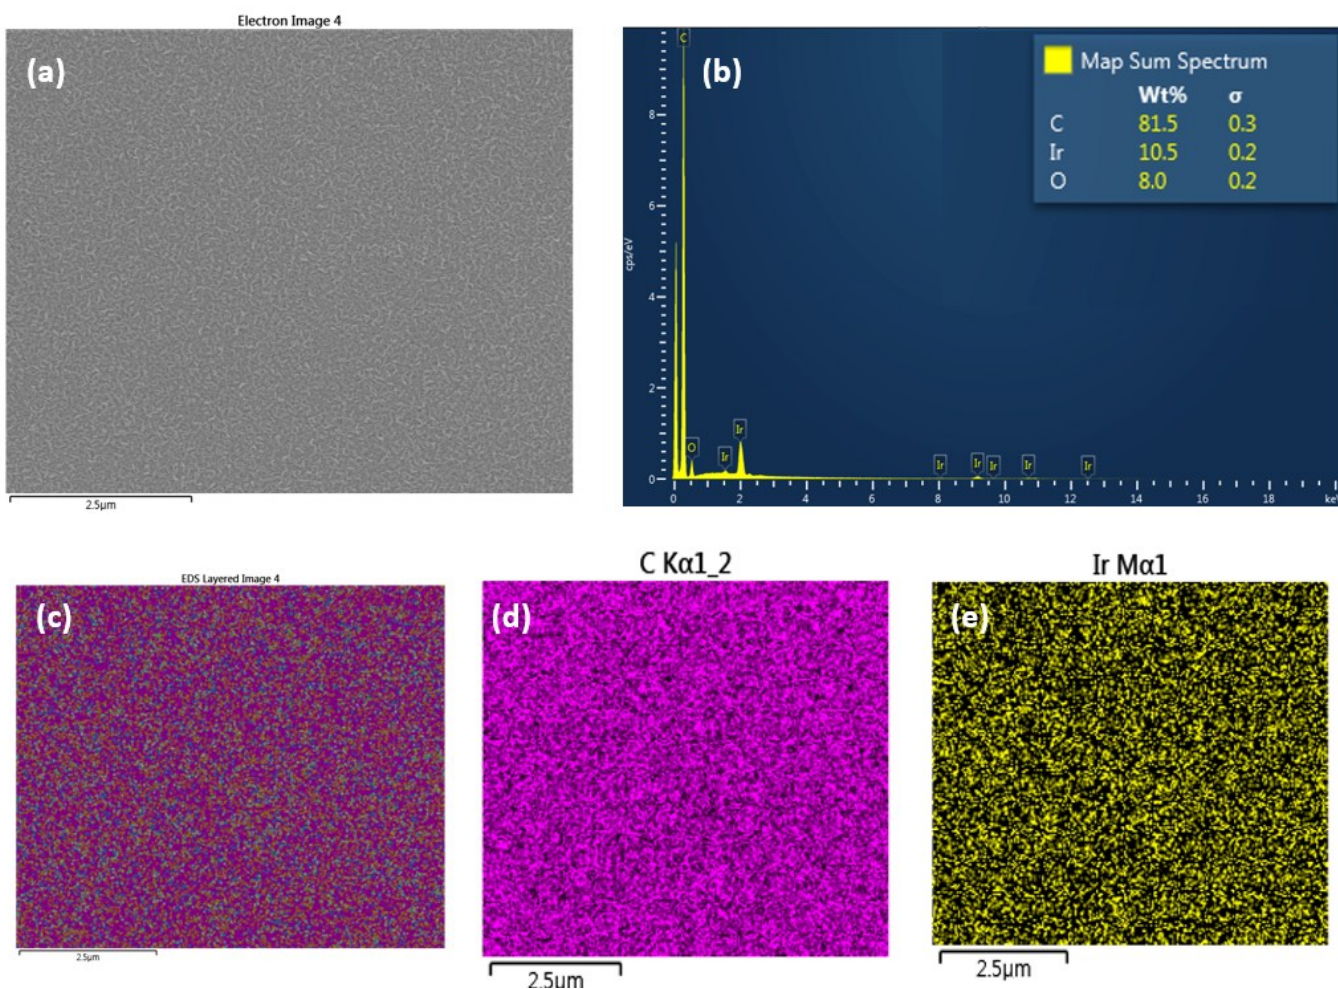 Electron Image 4
(a)
2.5µm
(b)
C
Map Sum Spectrum
Wt% σ
C 81.5 0.3
Ir 10.5 0.2
O 8.0 0.2
8
6
cps/eV
4
2
O
Ir
Ir
Ir
Ir
Ir
Ir
Ir
0
0 2 4 6 8 10 12 14 16 18 keV
EDS Layered Image 4
(c)
2.5µm
C Kα1_2
(d)
2.5µm
Ir Mα1
(e)
2.5µm